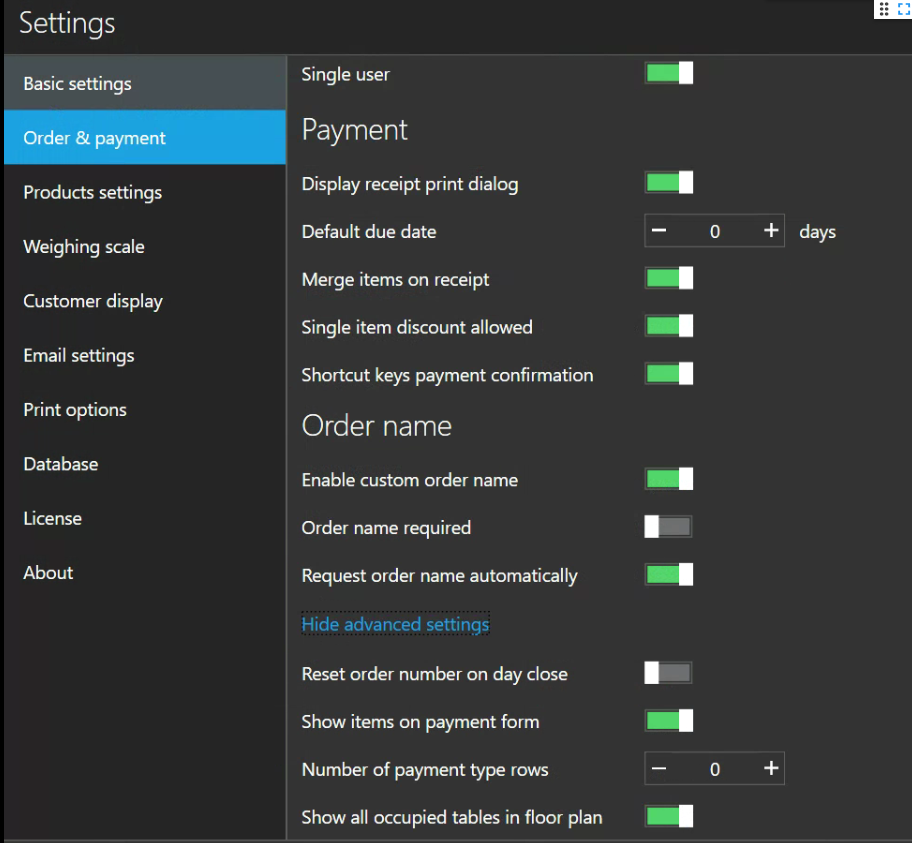 Settings
Basic settings
Order & payment
Products settings
Weighing scale
Customer display
Email settings
Print options
Database
License
About
Single user
Payment
Display receipt print dialog
Default due date
0
days
Merge items on receipt
Single item discount allowed
Shortcut keys payment confirmation
Order name
Enable custom order name
Order name required
Request order name automatically
Hide advanced settings
Reset order number on day close
Show items on payment form
Number of payment type rows
0
Show all occupied tables in floor plan